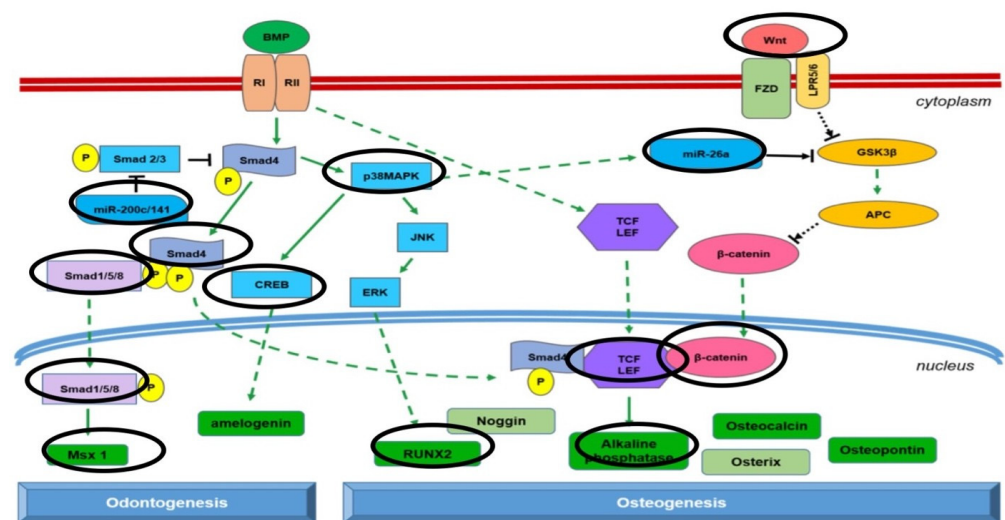 BMP
Wnt
RI
RII
FZD
LPR5/6
cytoplasm
P
Smad 2/3
Smad4
P
p38MAPK
miR-26a
GSK3β
miR-200c/141
TCF
LEF
APC
JNK
Smad4
β-catenin
Smad1/5/8
P
P
CREB
ERK
Smad4
TCF
LEF
β-catenin
nucleus
P
Smad1/5/8
P
amelogenin
Noggin
Osteocalcin
Msx 1
RUNX2
Alkaline
phosphatase
Osterix
Osteopontin
Odontogenesis
Osteogenesis